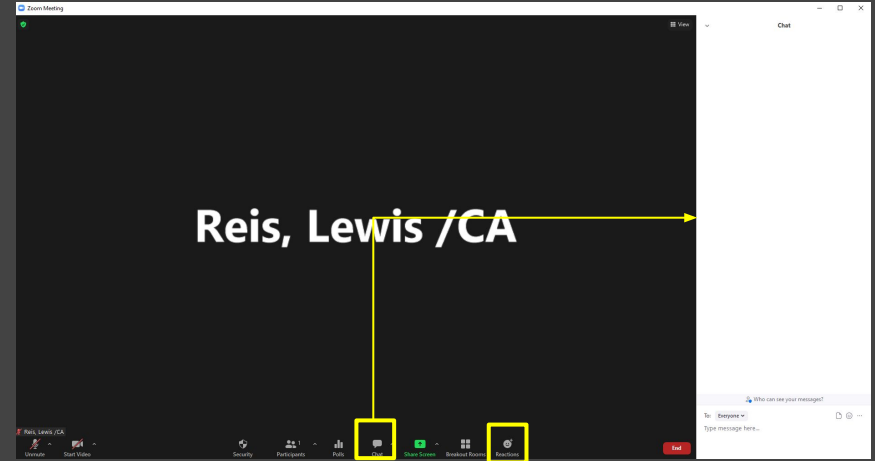 Zoom Meeting
View
Chat
Reis, Lewis /CA
Who can see your messages?
To: Everyone
Type message here...
Reis, Lewis /CA
Unmute
Start Video
Security
Participants
1
Polls
Chat
Share Screen
Breakout Rooms
Reactions
End